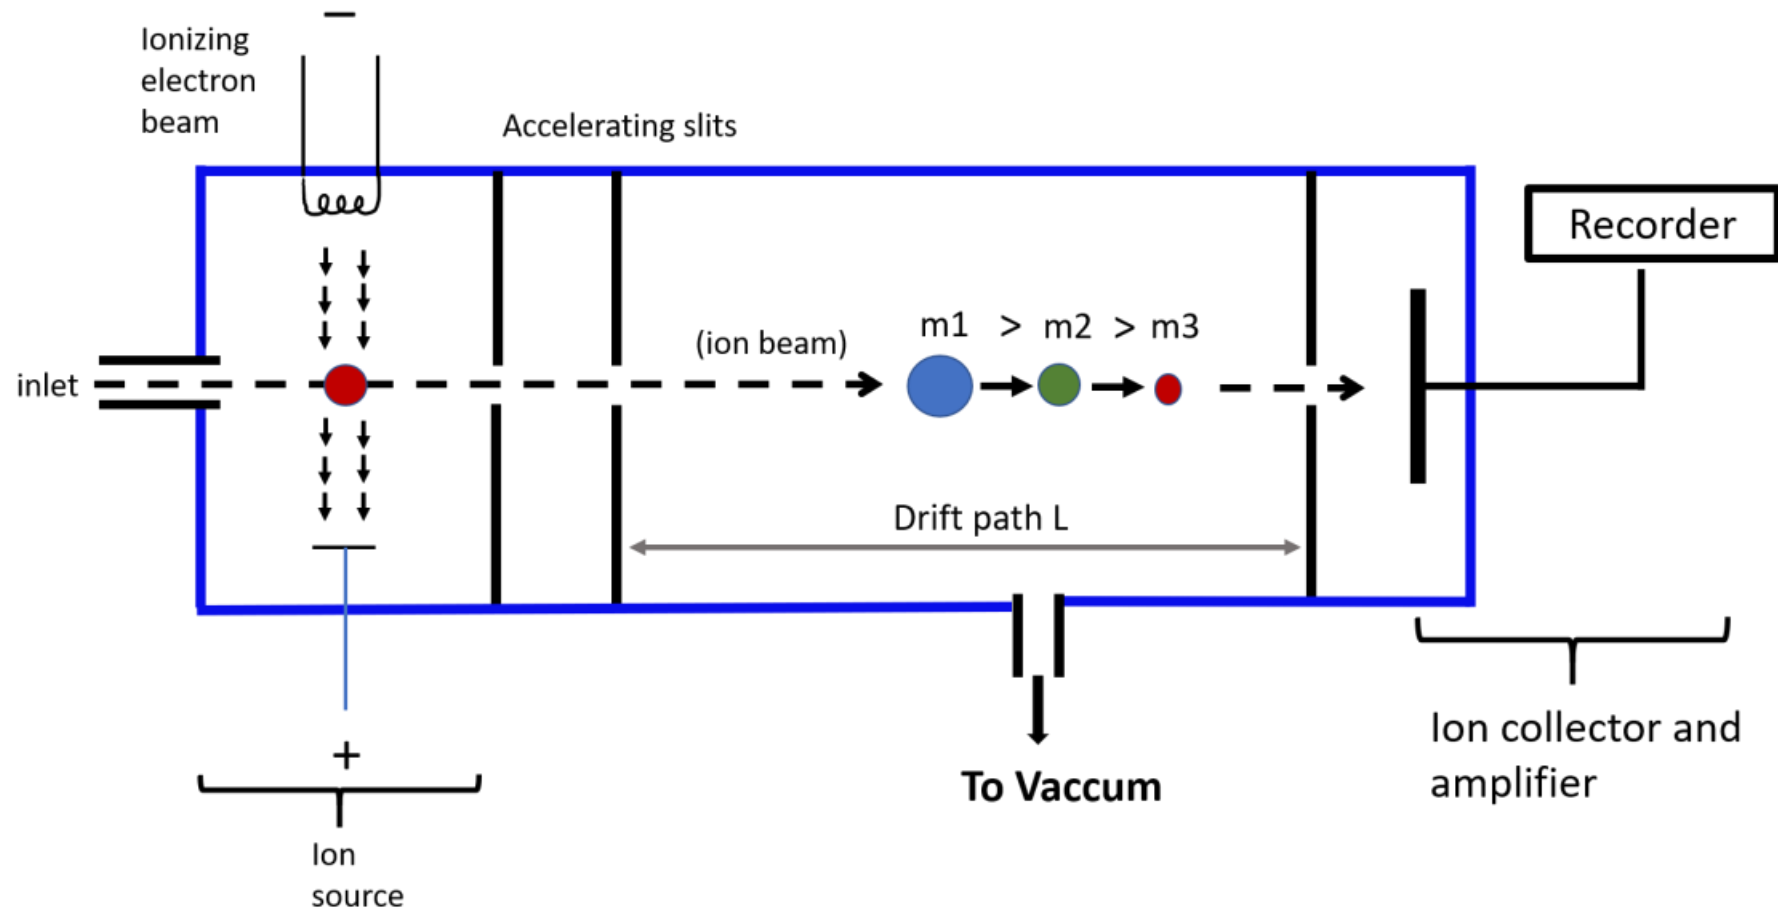 −
Ionizing
electron
beam
Accelerating slits
Recorder
m1 > m2 > m3
(ion beam)
inlet
Drift path L
+
To Vaccum
Ion collector and
amplifier
Ion
source